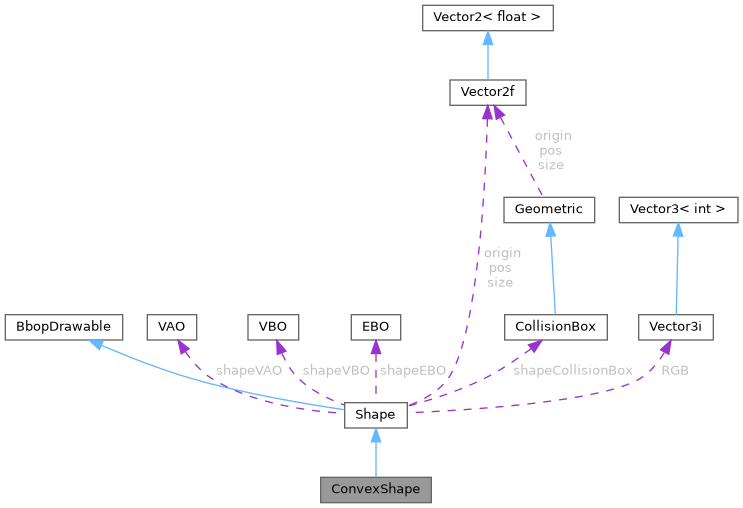 Vector2< float >
Vector2f
origin
pos
size
Geometric
Vector3< int >
origin
pos
size
BbopDrawable
VAO
VBO
EBO
CollisionBox
Vector3i
shapeVAO
shapeVBO
shapeEBO
shapeCollisionBox
RGB
Shape
ConvexShape